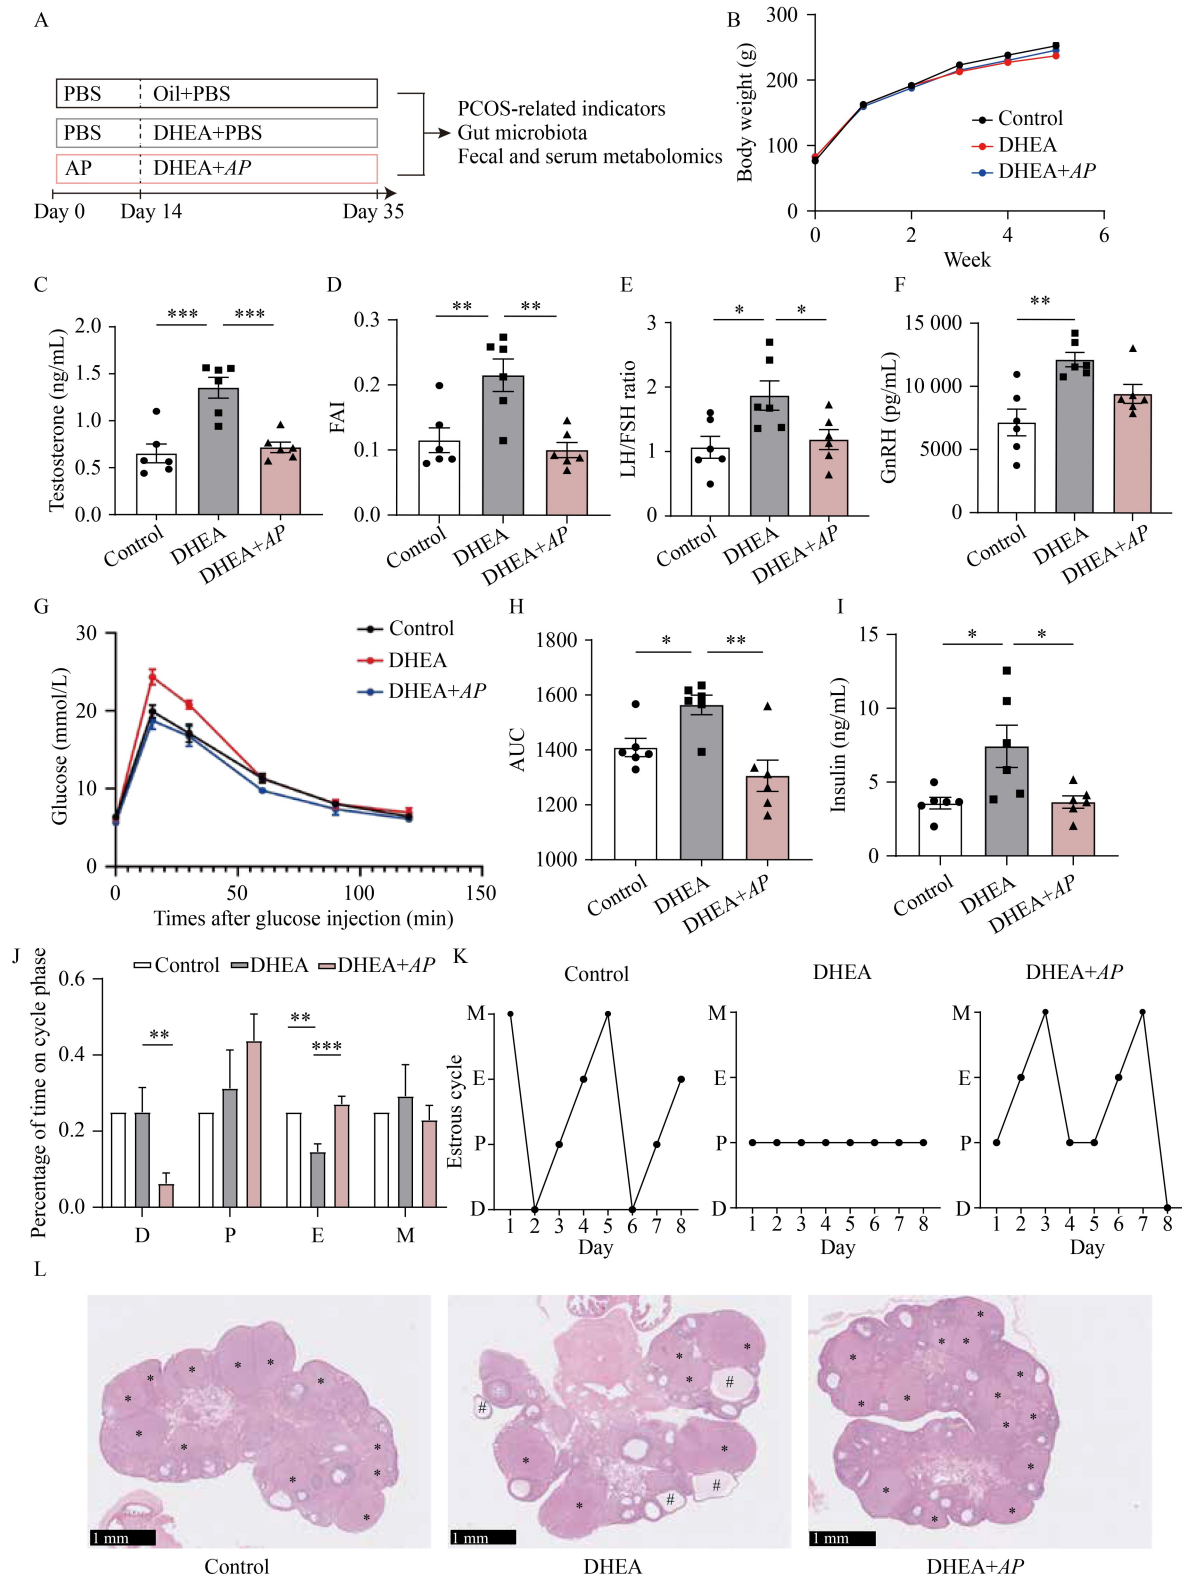 A
PBS Oil+PBS
PBS DHEA+PBS
AP DHEA+AP
Day 0 Day 14 Day 35
PCOS-related indicators
Gut microbiota
Fecal and serum metabolomics
B
Body weight (g)
300
200
100
0
0 2 4 6
Week
Control
DHEA
DHEA+AP
C
Testosterone (ng/mL)
*** ***
2.0
1.5
1.0
0.5
0.0
Control DHEA DHEA+AP
D
FAI
** **
0.3
0.2
0.1
0.0
Control DHEA DHEA+AP
E
LH/FSH ratio
* *
3
2
1
0
Control DHEA DHEA+AP
F
GnRH (pg/mL)
**
15 000
10 000
5000
0
Control DHEA DHEA+AP
G
Glucose (mmol/L)
30
20
10
0
0 50 100 150
Times after glucose injection (min)
Control
DHEA
DHEA+AP
H
AUC
* **
1800
1600
1400
1200
1000
Control DHEA DHEA+AP
I
Insulin (ng/mL)
* *
15
10
5
0
Control DHEA DHEA+AP
J
Control DHEA DHEA+AP
Percentage of time on cycle phase
0.6
0.4
0.2
0.0
** ** ***
D P E M
K
Estrous cycle
Control
M
E
P
D
1 2 3 4 5 6 7 8
Day
DHEA
M
E
P
D
1 2 3 4 5 6 7 8
Day
DHEA+AP
M
E
P
D
1 2 3 4 5 6 7 8
Day
L
* * * * * * * * * * * *
1 mm
Control
* * * * * * # # # #
1 mm
DHEA
* * * * * * * * * * * * * *
1 mm
DHEA+AP